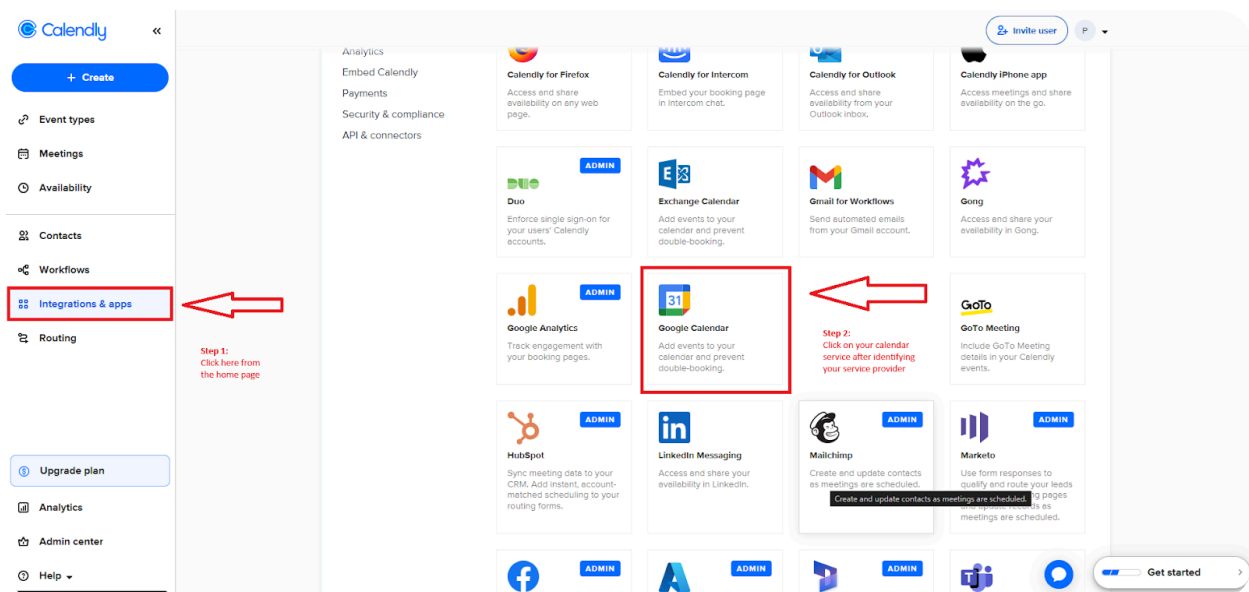 Calendly
«
Invite user
P
+ Create
Event types
Meetings
Availability
Contacts
Workflows
Integrations & apps
Routing
Step 1:
Click here from
the home page
Upgrade plan
Analytics
Admin center
Help
Analytics
Embed Calendly
Payments
Security & compliance
API & connectors
Calendly for Firefox
Access and share
availability on any web
page.
Calendly for Intercom
Embed your booking page
in Intercom chat.
Calendly for Outlook
Access and share
availability from your
Outlook inbox.
Calendly iPhone app
Access meetings and share
availability on the go.
ADMIN
DUO
Duo
Enforce single sign-on for
your users' Calendly
accounts.
E
Exchange Calendar
Add events to your
calendar and prevent
double-booking.
Gmail for Workflows
Send automated emails
from your Gmail account.
Gong
Access and share your
availability in Gong.
ADMIN
Google Analytics
Track engagement with
your booking pages.
31
Google Calendar
Add events to your
calendar and prevent
double-booking.
Step 2:
Click on your calendar
service after identifying
your service provider
GoTo
GoTo Meeting
Include GoTo Meeting
details in your Calendly
events.
ADMIN
HubSpot
Sync meeting data to your
CRM. Add instant, account-
matched scheduling to your
routing forms.
in
LinkedIn Messaging
Access and share your
availability in LinkedIn.
ADMIN
Mailchimp
Create and update contacts
as meetings are scheduled.
Create and update contacts as meetings are scheduled.
ADMIN
Marketo
Use form responses to
qualify and route your leads
ng pages
and update records as
meetings are scheduled.
ADMIN
ADMIN
ADMIN
Get started